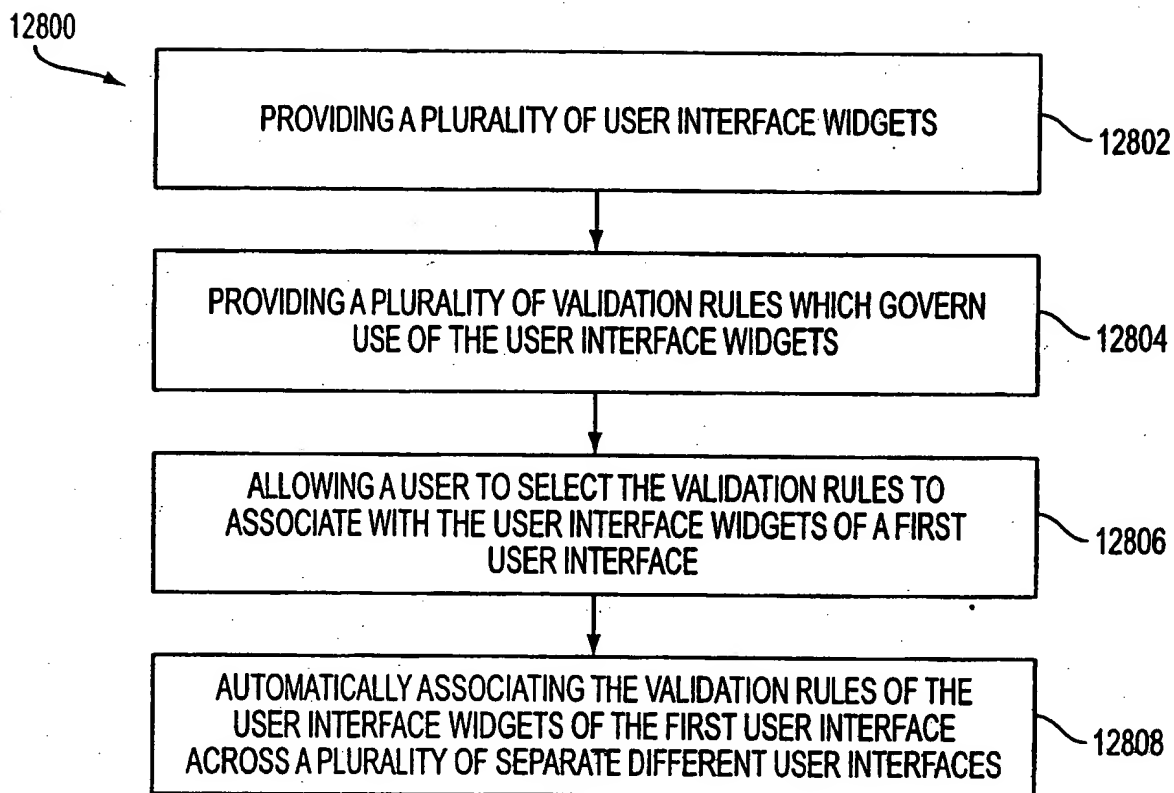 12800
PROVIDING A PLURALITY OF USER INTERFACE WIDGETS
12802
PROVIDING A PLURALITY OF VALIDATION RULES WHICH GOVERN
USE OF THE USER INTERFACE WIDGETS
12804
ALLOWING A USER TO SELECT THE VALIDATION RULES TO
ASSOCIATE WITH THE USER INTERFACE WIDGETS OF A FIRST
USER INTERFACE
12806
AUTOMATICALLY ASSOCIATING THE VALIDATION RULES OF THE
USER INTERFACE WIDGETS OF THE FIRST USER INTERFACE
ACROSS A PLURALITY OF SEPARATE DIFFERENT USER INTERFACES
12808